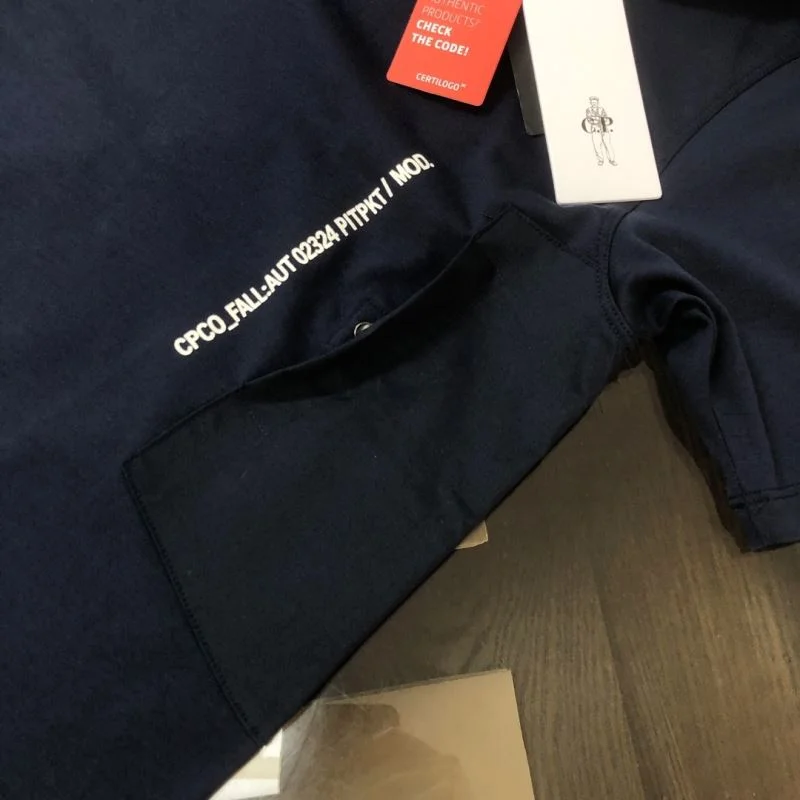 AUTHENTIC
PRODUCTS?
CHECK
THE CODE!
CERTILOGO
C.P.
CPCO_FALL:AUT 02324 PITPKT/ MOD.